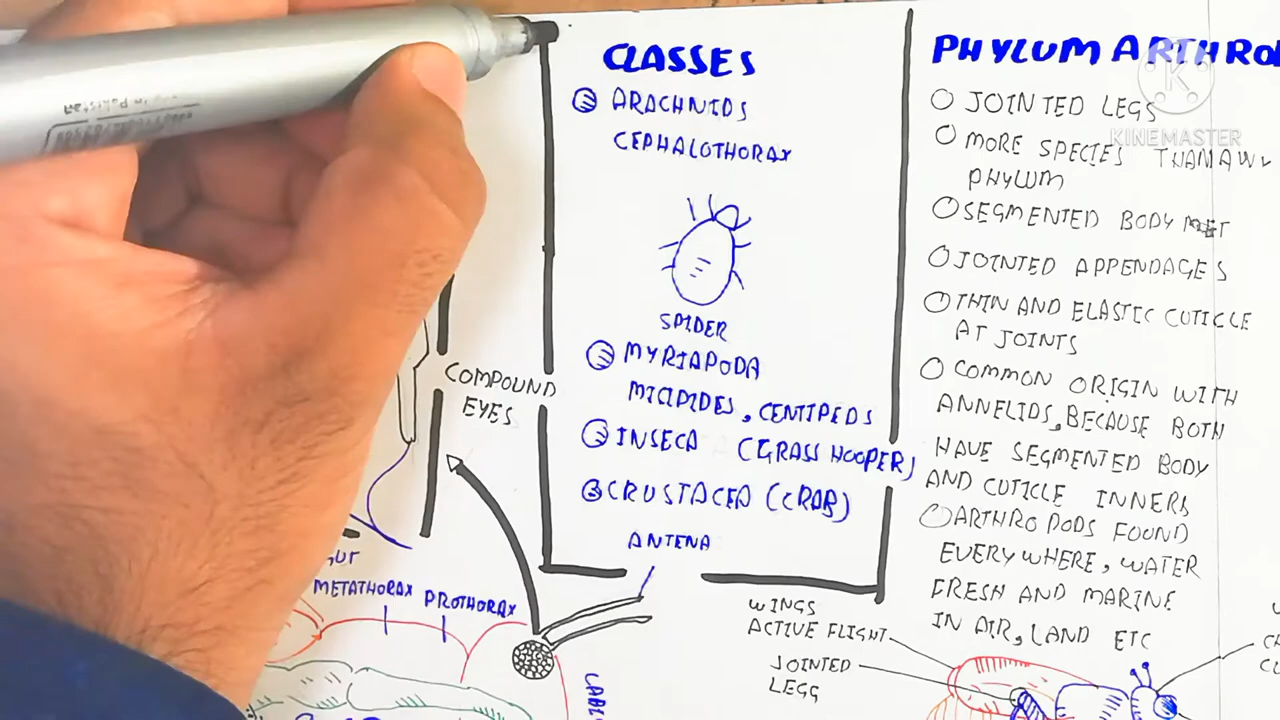 CLASSES
ARACHNIDS
CEPHALOTHORAX
SPIDER
MYRIAPODA
MICIPIDES, CENTIPEDS
INSECA (GRASS HOOPER)
CRUSTACEA (CRAB)
ANTENA
COMPOUND
EYES
METATHORAX
PROTHORAX
PHYLUM ARTHRO
JOINTED LEGS
MORE SPECIES
PHYLUM
SEGMENTED BODY
JOINTED APPENDAGES
THIN AND ELASTIC CUTICLE
AT JOINTS
COMMON ORIGIN WITH
ANNELIDS, BECAUSE BOTH
HAVE SEGMENTED BODY
AND CUTICLE INNERS
ARTHROPODS FOUND
EVERYWHERE, WATER
FRESH AND MARINE
IN AIR, LAND ETC
WINGS
ACTIVE FLIGHT
JOINTED
LEGG
KINEMASTER
in Pakistan